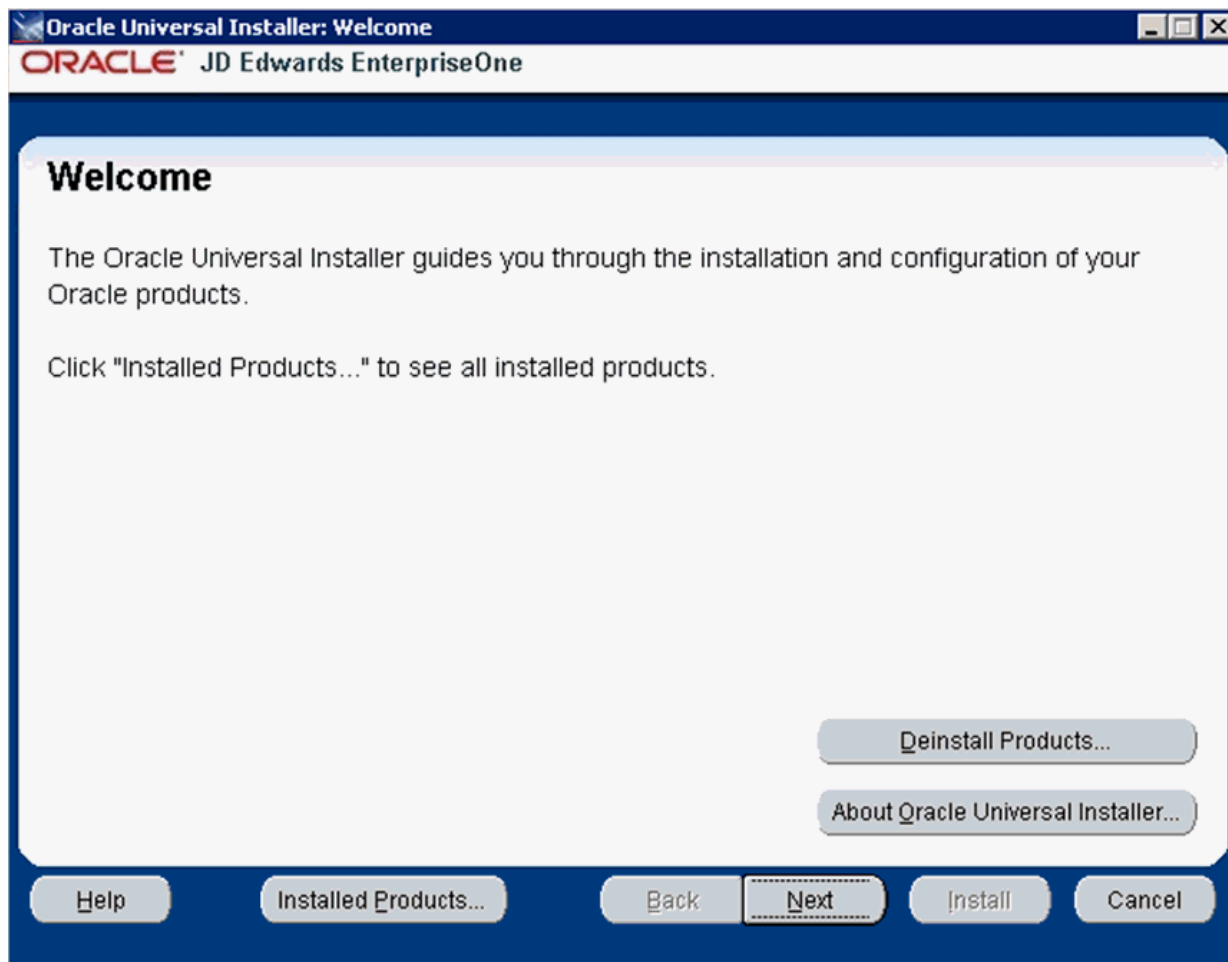 Oracle Universal Installer: Welcome
ORACLE' JD Edwards EnterpriseOne
Welcome
The Oracle Universal Installer guides you through the installation and configuration of your
Oracle products.
Click "Installed Products..." to see all installed products.
Deinstall Products...
About Oracle Universal Installer...
Help Installed Products... Back Next Install Cancel